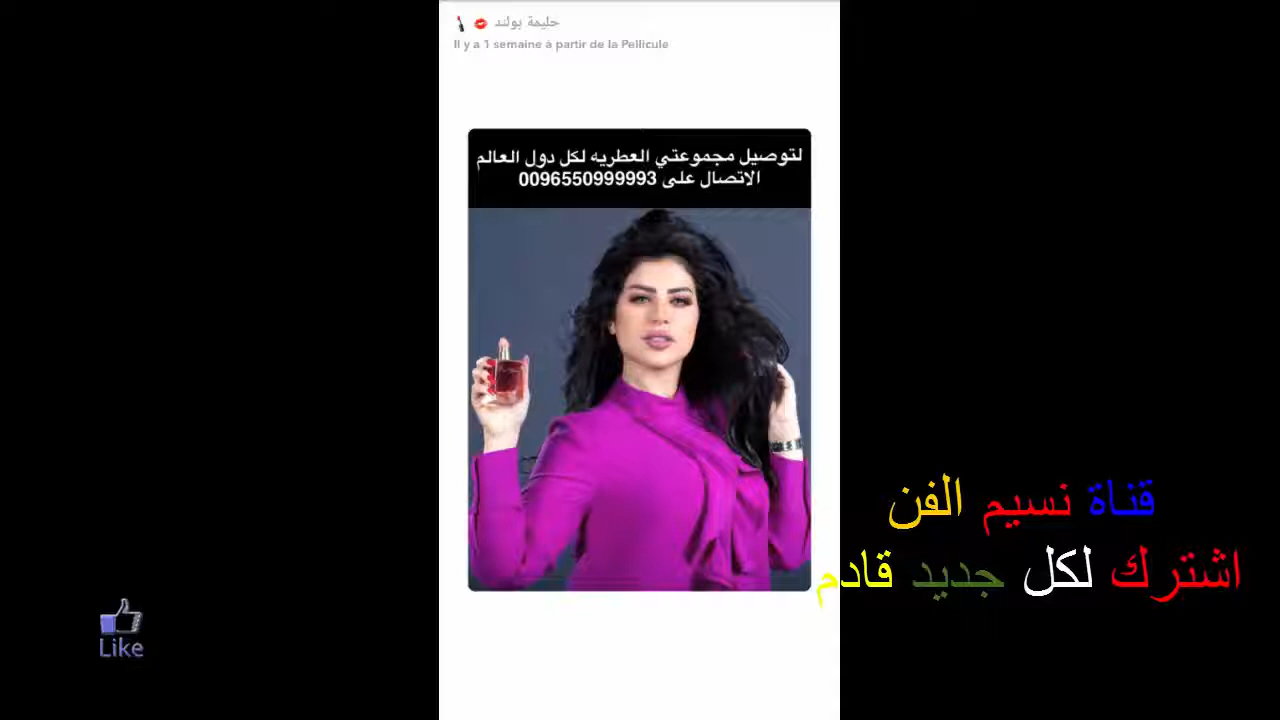 حليمة بولند 💋 💄
Il y a 1 semaine à partir de la Pellicule
لتوصيل مجموعتي العطريه لكل دول العالم
الاتصال على 0096550999993
قناة نسيم الفن
اشترك لكل جديد قادم
Like